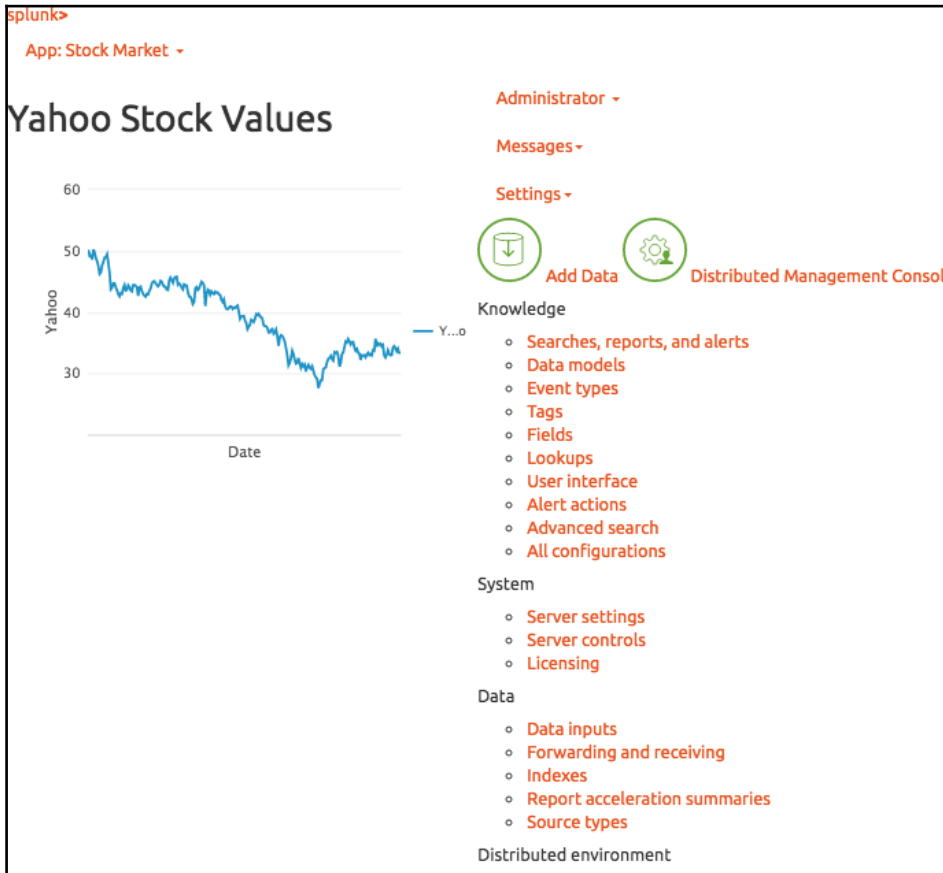 splunk>
App: Stock Market
Yahoo Stock Values
60
50
40
30
Yahoo
Y...o
Date
Administrator
Messages
Settings
Add Data
Distributed Management Consol
Knowledge
Searches, reports, and alerts
Data models
Event types
Tags
Fields
Lookups
User interface
Alert actions
Advanced search
All configurations
System
Server settings
Server controls
Licensing
Data
Data inputs
Forwarding and receiving
Indexes
Report acceleration summaries
Source types
Distributed environment